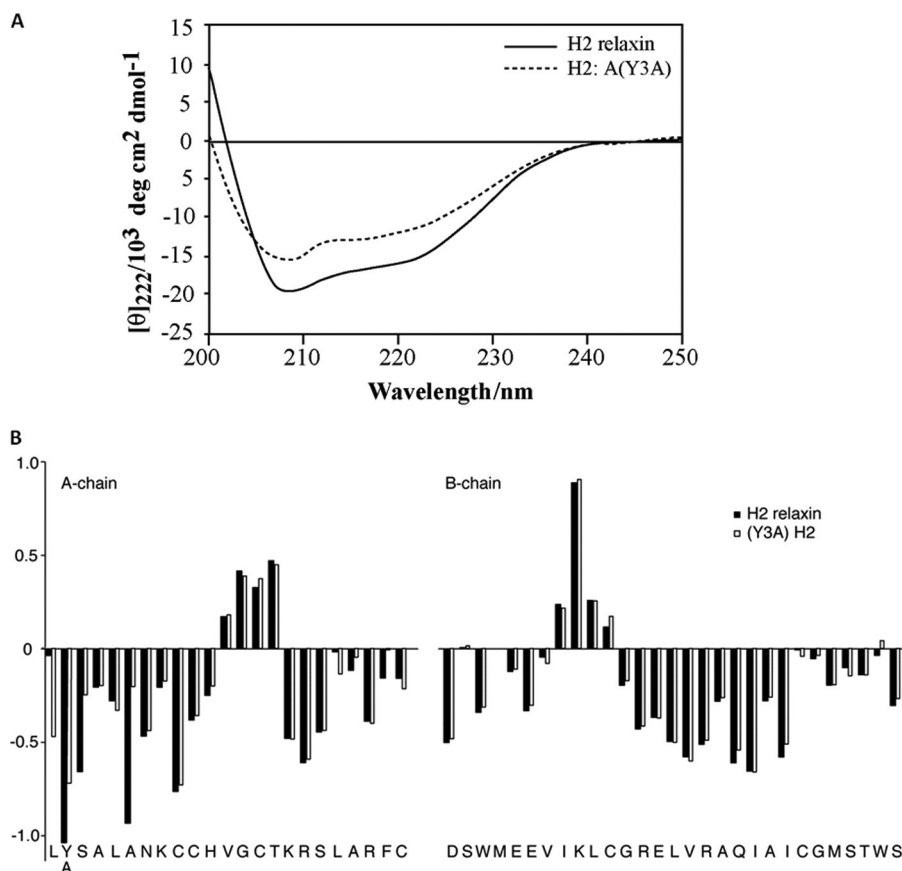 A
15
10
5
0
5
-10
-15
-20
-25
[θ]222/103 deg cm2 dmol-1
H2 relaxin
H2: A(Y3A)
200
210
220
230
240
250
Wavelength/nm
B
1.0
0.5
0
-0.5
-1.0
A-chain
B-chain
H2 relaxin
(Y3A) H2
L Y S A L A N K C C H V G C T K R S L A R F C
A
D S W M E E V I K L C G R E L V R A Q I A I C G M S T W S